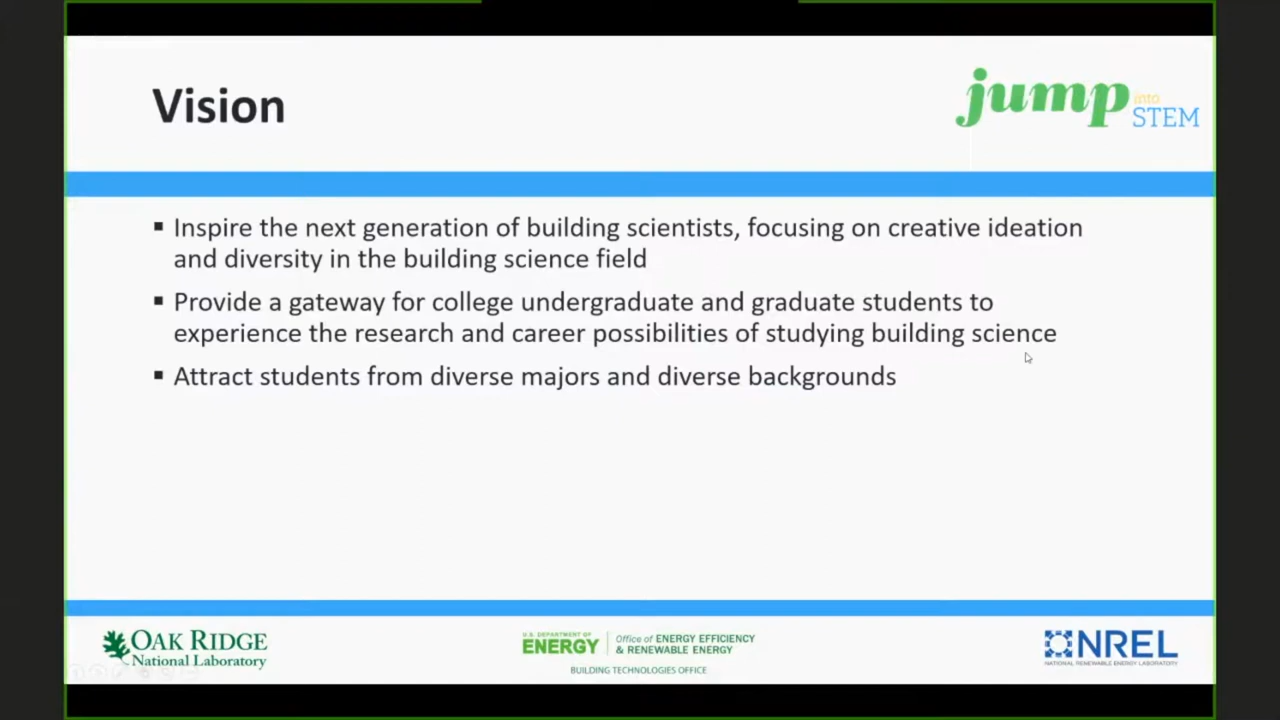 Vision
jump into STEM
▪ Inspire the next generation of building scientists, focusing on creative ideation
and diversity in the building science field
▪ Provide a gateway for college undergraduate and graduate students to
experience the research and career possibilities of studying building science
▪ Attract students from diverse majors and diverse backgrounds
OAK RIDGE
National Laboratory
U.S. DEPARTMENT OF
ENERGY
Office of ENERGY EFFICIENCY
& RENEWABLE ENERGY
BUILDING TECHNOLOGIES OFFICE
NREL
NATIONAL RENEWABLE ENERGY LABORATORY